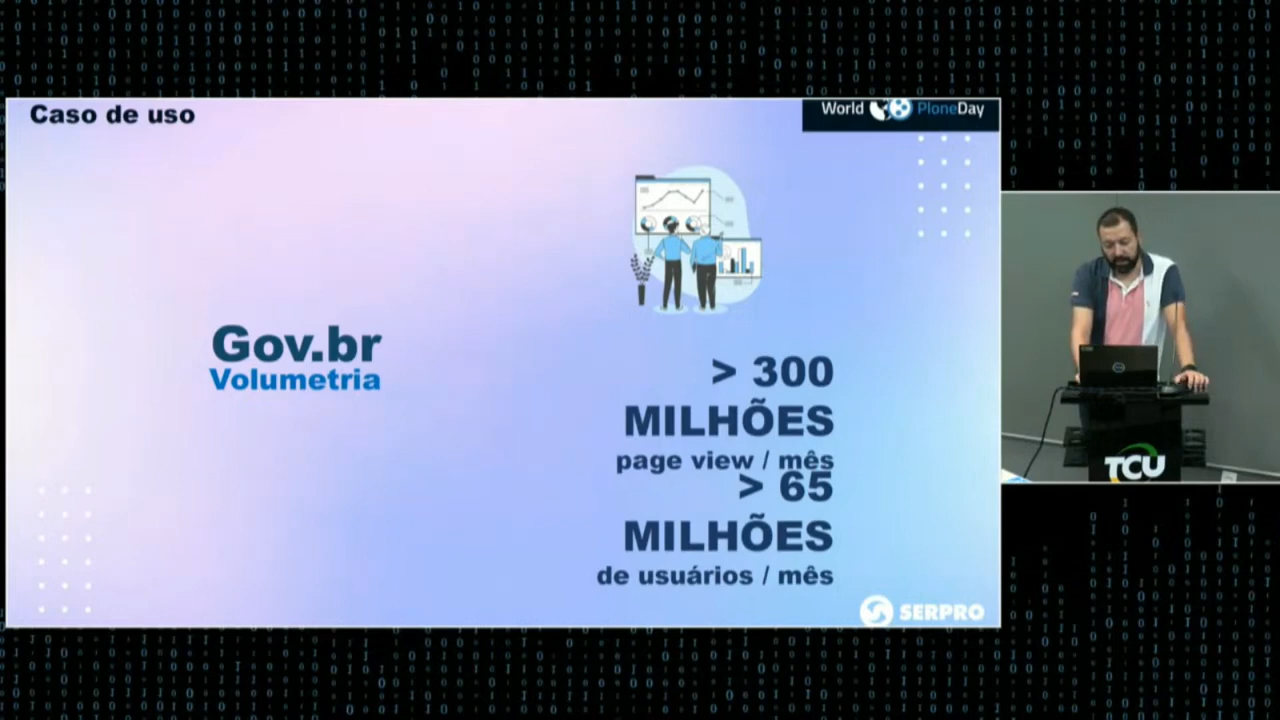 Caso de uso
World PloneDay
Gov.br
Volumetria
> 300
MILHÕES
page view / mês
> 65
MILHÕES
de usuários / mês
SERPRO
TCU